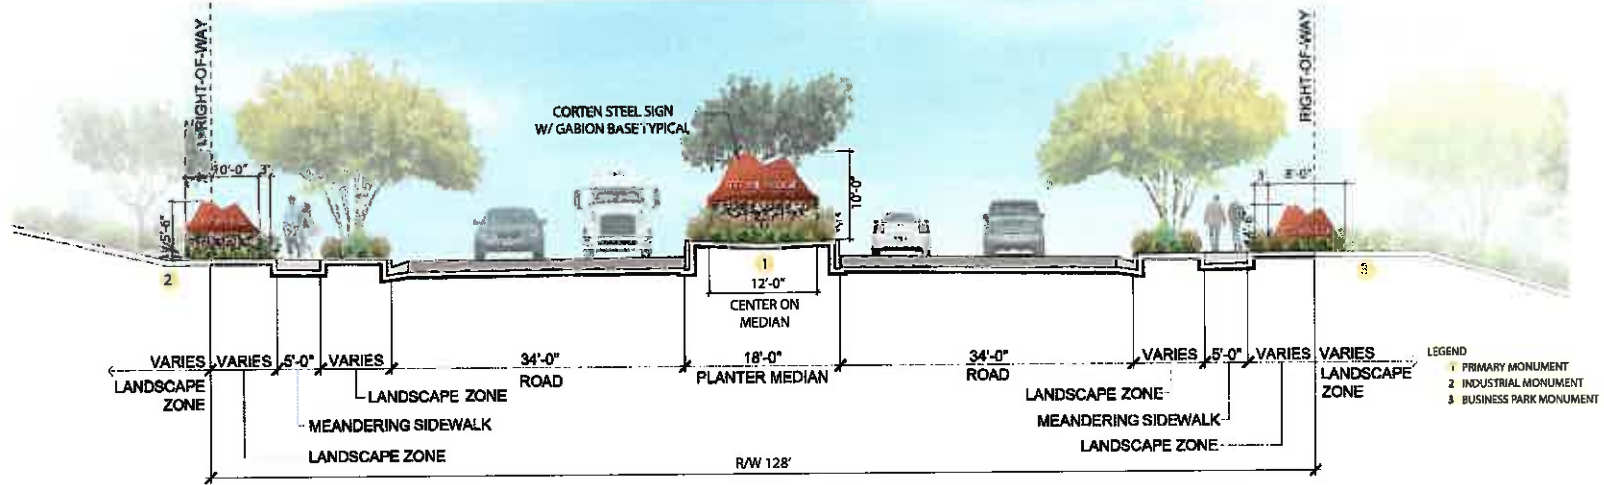 RIGHT-OF-WAY
RIGHT-OF-WAY
CORTEN STEEL SIGN
W/ GABION BASE TYPICAL
10'-0"
3'
5'-6"
10'-0"
8'-0"
2
1
3
12'-0"
CENTER ON
MEDIAN
VARIES
VARIES
5'-0"
VARIES
34'-0"
ROAD
18'-0"
PLANTER MEDIAN
34'-0"
ROAD
VARIES
5'-0"
VARIES
VARIES
LANDSCAPE
ZONE
LANDSCAPE ZONE
MEANDERING SIDEWALK
LANDSCAPE ZONE
LANDSCAPE ZONE
MEANDERING SIDEWALK
LANDSCAPE ZONE
LANDSCAPE
ZONE
R/W 128'
LEGEND
1 PRIMARY MONUMENT
2 INDUSTRIAL MONUMENT
3 BUSINESS PARK MONUMENT